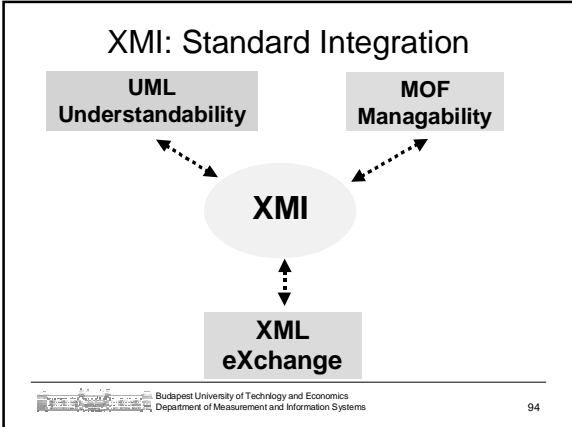 XMI: Standard Integration
UML
Understandability
MOF
Managability
XMI
XML
eXchange
Budapest University of Technlogy and Economics
Department of Measurement and Information Systems
94